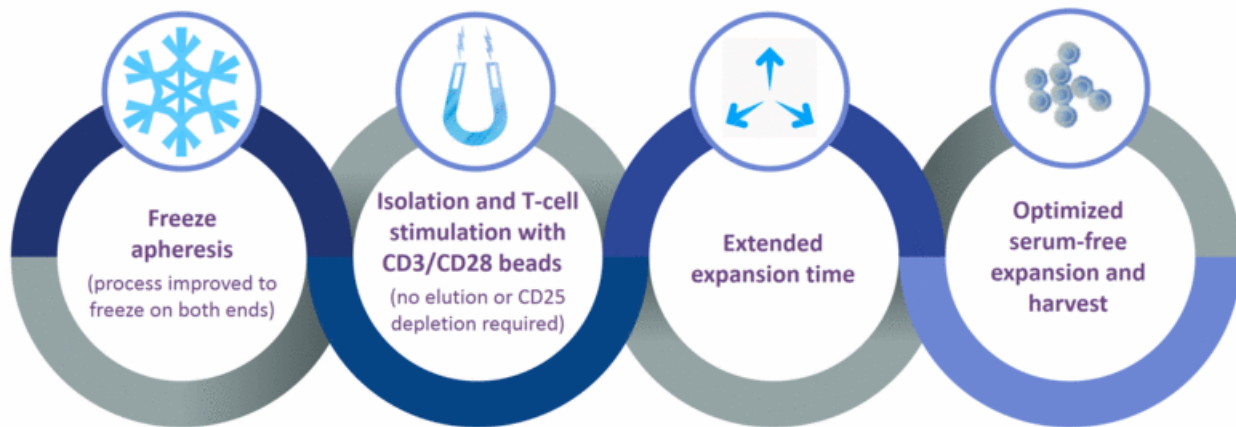 Freeze
apheresis
(process improved to
freeze on both ends)
Isolation and T-cell
stimulation with
CD3/CD28 beads
(no elution or CD25
depletion required)
Extended
expansion time
Optimized
serum-free
expansion and
harvest